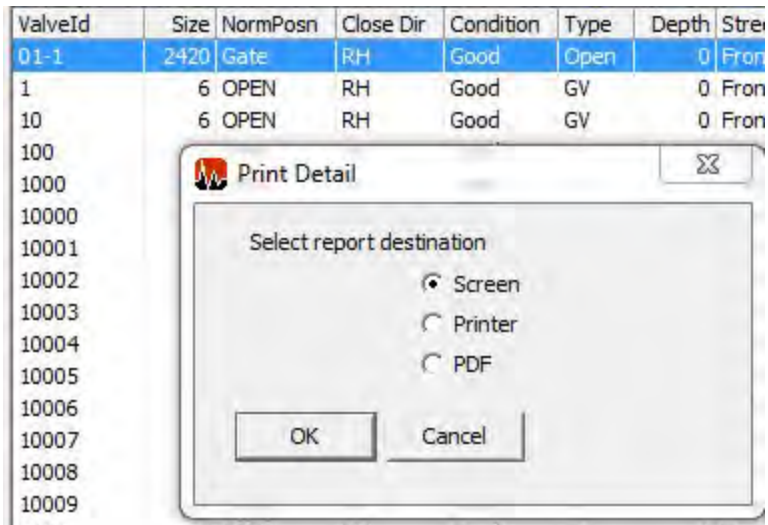 ValveId Size NormPosn Close Dir Condition Type Depth Stree
01-1 2420 Gate RH Good Open 0 Fron
1 6 OPEN RH Good GV 0 Fron
10 6 OPEN RH Good GV 0 Fron
100
Print Detail
1000
10000
10001 Select report destination
10002 Screen
10003 Printer
10004
10005 PDF
10006
10007 OK Cancel
10008
10009